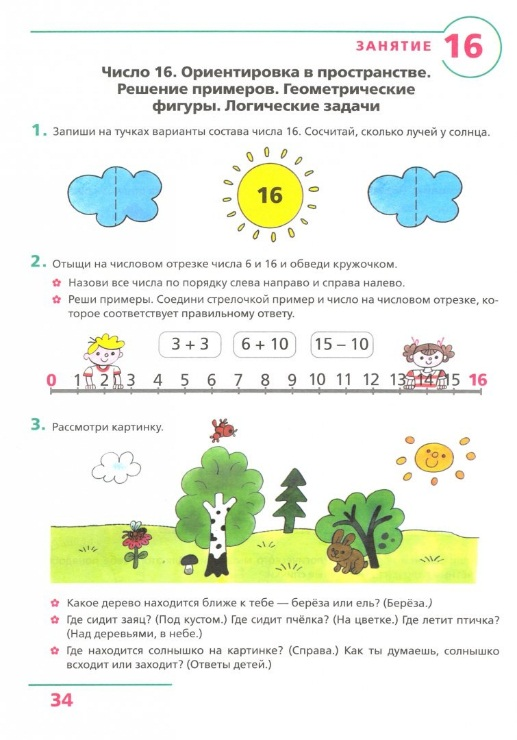 ЗАНЯТИЕ 16
Число 16. Ориентировка в пространстве.
Решение примеров. Геометрические
фигуры. Логические задачи
1. Запиши на тучках варианты состава числа 16. Сосчитай, сколько лучей у солнца.
16
2. Отыщи на числовом отрезке числа 6 и 16 и обведи кружочком.
Назови все числа по порядку слева направо и справа налево.
Реши примеры. Соедини стрелочкой пример и число на числовом отрезке, ко-
торое соответствует правильному ответу.
3 + 3 6 + 10 15 – 10
0 1 2 3 4 5 6 7 8 9 10 11 12 13 14 15 16
3. Рассмотри картинку.
Какое дерево находится ближе к тебе — берёза или ель? (Берёза.)
Где сидит заяц? (Под кустом.) Где сидит пчёлка? (На цветке.) Где летит птичка?
(Над деревьями, в небе.)
Где находится солнышко на картинке? (Справа.) Как ты думаешь, солнышко
всходит или заходит? (Ответы детей.)
34